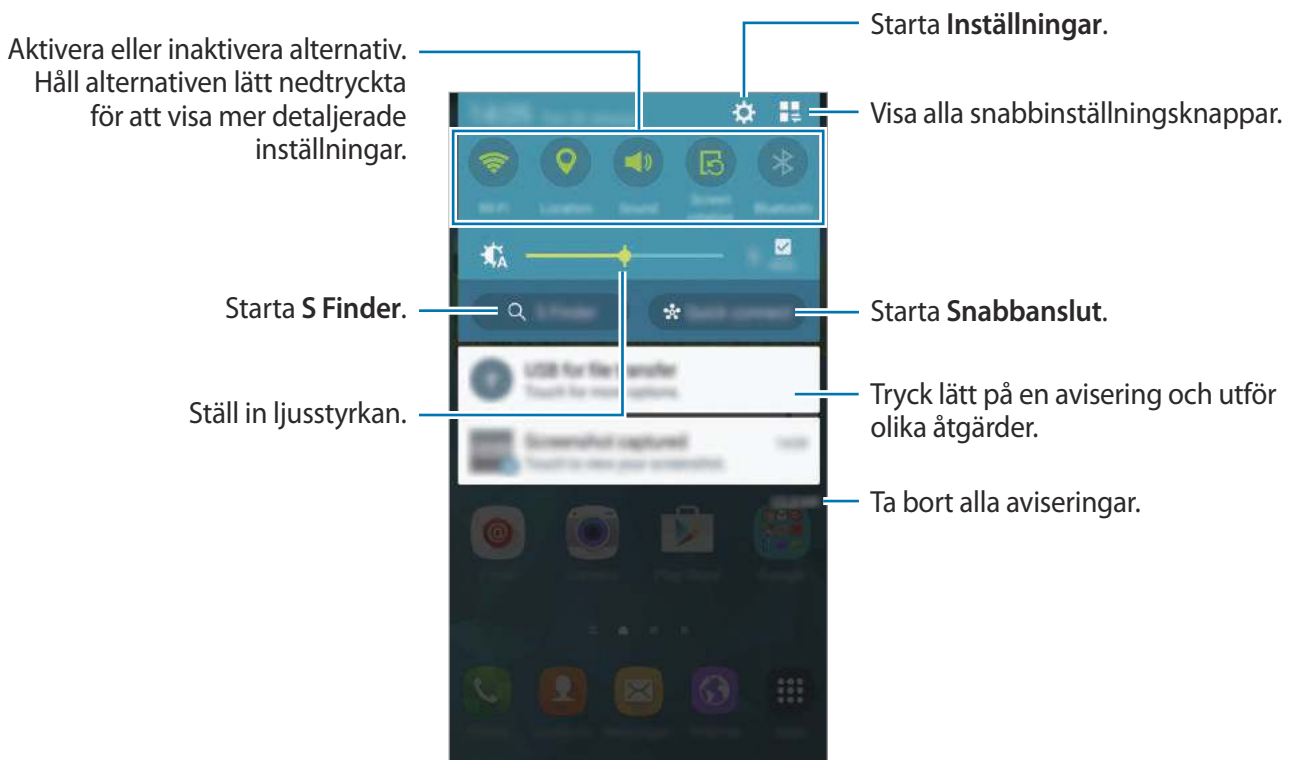 Starta Inställningar.
Aktivera eller inaktivera alternativ.
Håll alternativen lätt nedtryckta
för att visa mer detaljerade
inställningar.
Visa alla snabbinställningsknappar.
Wi-Fi
Location
Sound
Screen
rotation
Bluetooth
A
Starta S Finder.
S Finder
Quick connect
Starta Snabbanslut.
USB for file transfer
Touch for more options.
Tryck lätt på en avisering och utför
olika åtgärder.
Ställ in ljusstyrkan.
Screenshot captured
Touch to view your screenshot.
Ta bort alla aviseringar.